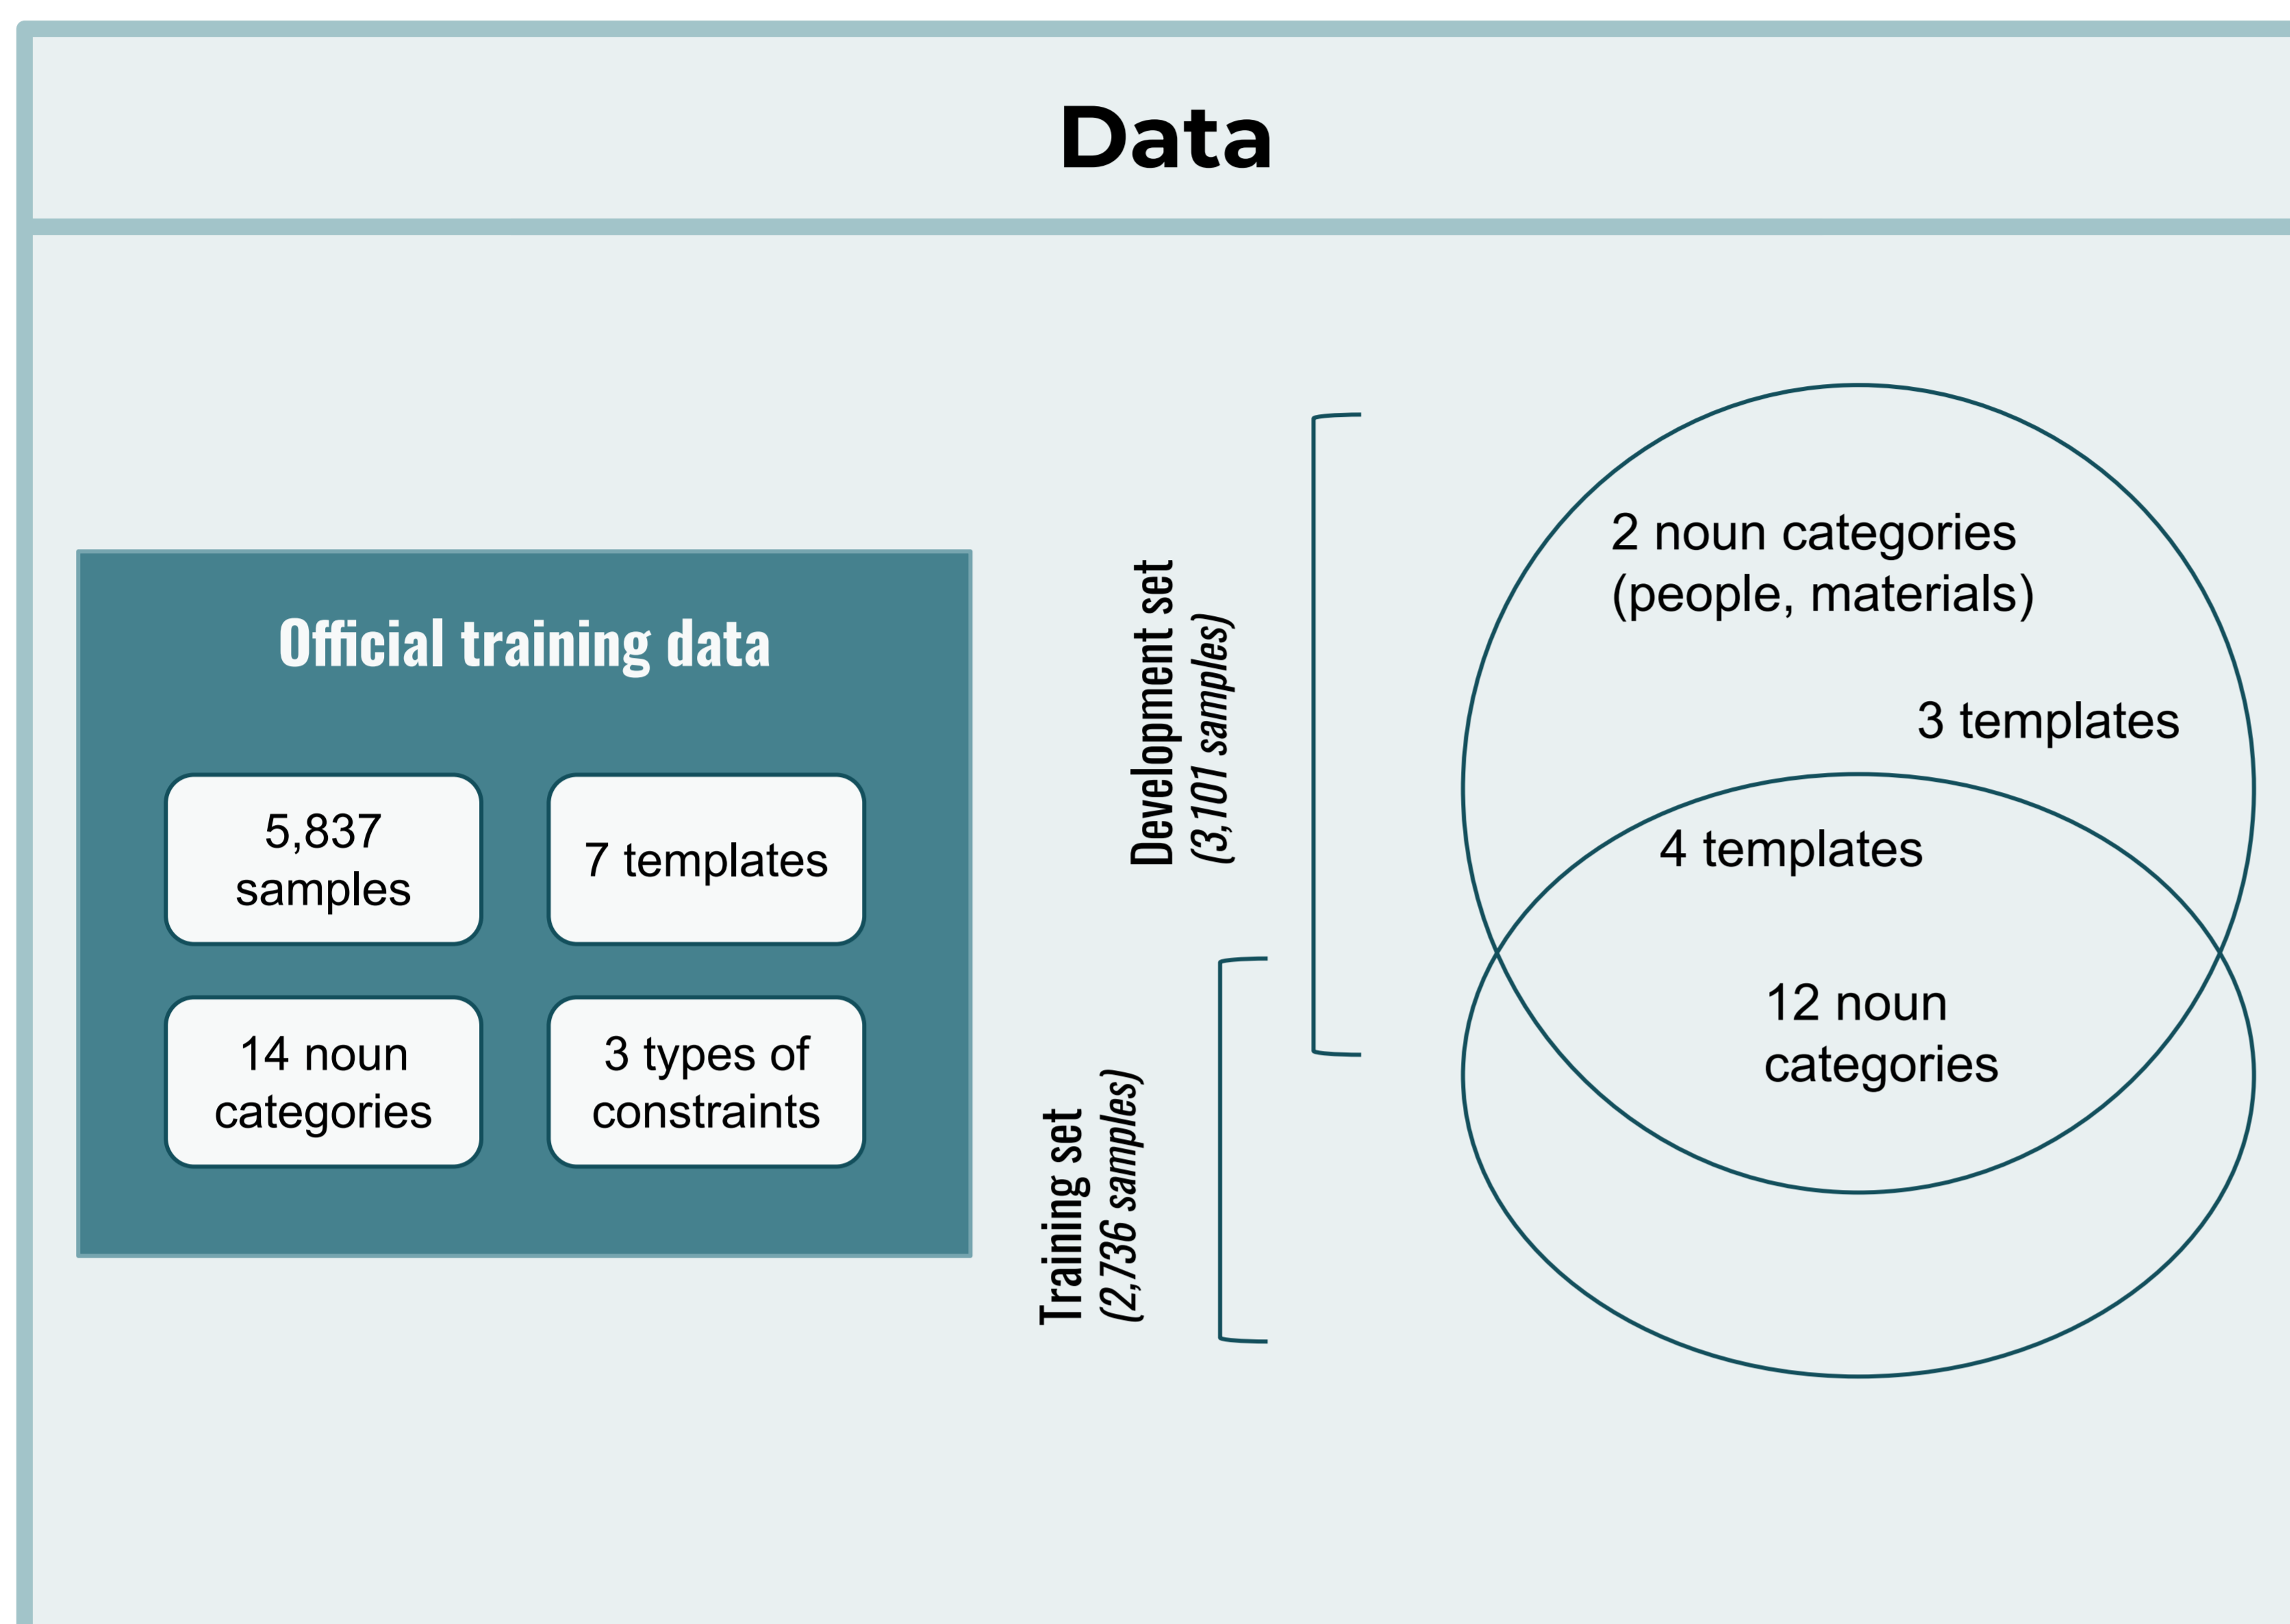 Data
Official training data
5,837
samples
7 templates
14 noun
categories
3 types of
constraints
Development set
(3,101 samples)
Training set
(2,736 samples)
2 noun categories
(people, materials)
3 templates
4 templates
12 noun
categories